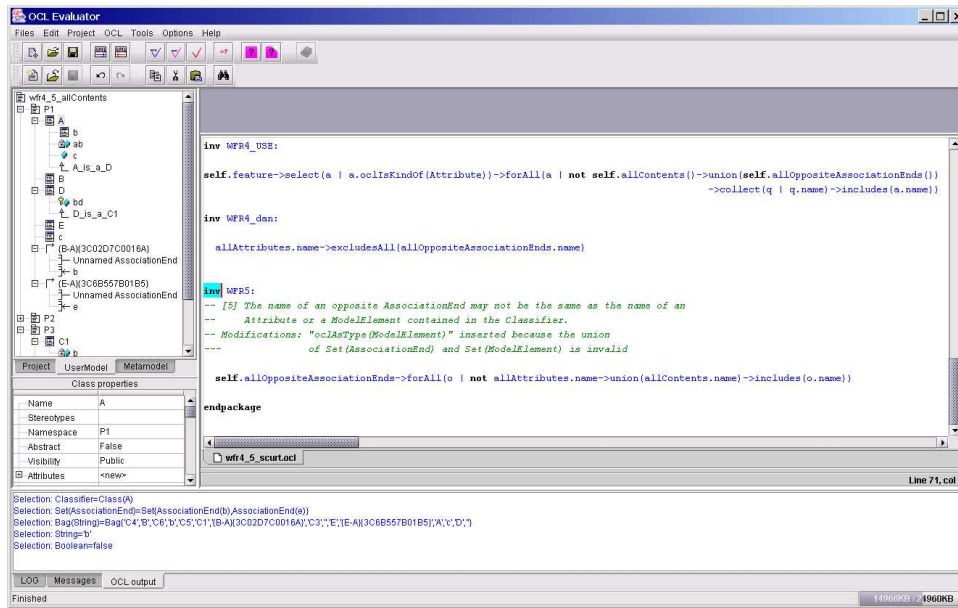 OCL Evaluator
Files Edit Project OCL Tools Options Help
wfr4_5_allContents
P1
A
b
ab
c
A_is_a_D
B
D
bd
D_is_a_C1
E
c
{B-A}{3C02D7C0016A}
Unnamed AssociationEnd
b
{E-A}{3C6B557B01B5}
Unnamed AssociationEnd
e
P2
P3
C1
b
Project UserModel Metamodel
Class properties
Name A
Stereotypes
Namespace P1
Abstract False
Visibility Public
Attributes <new>
inv WFR4_USE:
self.feature->select(a | a.oclIsKindOf(Attribute))->forAll(a | not self.allContents()->union(self.allOppositeAssociationEnds())
->collect(q | q.name)->includes(a.name))
inv WFR4_dan:
allAttributes.name->excludesAll(allOppositeAssociationEnds.name)
inv WFR5:
-- [5] The name of an opposite AssociationEnd may not be the same as the name of an
-- Attribute or a ModelElement contained in the Classifier.
-- Modifications: "oclAsType(ModelElement)" inserted because the union
--- of Set(AssociationEnd) and Set(ModelElement) is invalid
self.allOppositeAssociationEnds->forAll(o | not allAttributes.name->union(allContents.name)->includes(o.name))
endpackage
wfr4_5_scurt.ocl
Line 71, col
Selection: Classifier=Class(A)
Selection: Set(AssociationEnd)=Set{AssociationEnd(b),AssociationEnd(e)}
Selection: Bag(String)=Bag{'C4','B','C6','b','C5','C1','{B-A}{3C02D7C0016A}','C3','','E','{E-A}{3C6B557B01B5}','A','c','D',''}
Selection: String='b'
Selection: Boolean=false
LOG Messages OCL output
Finished
14966KB / 21960KB